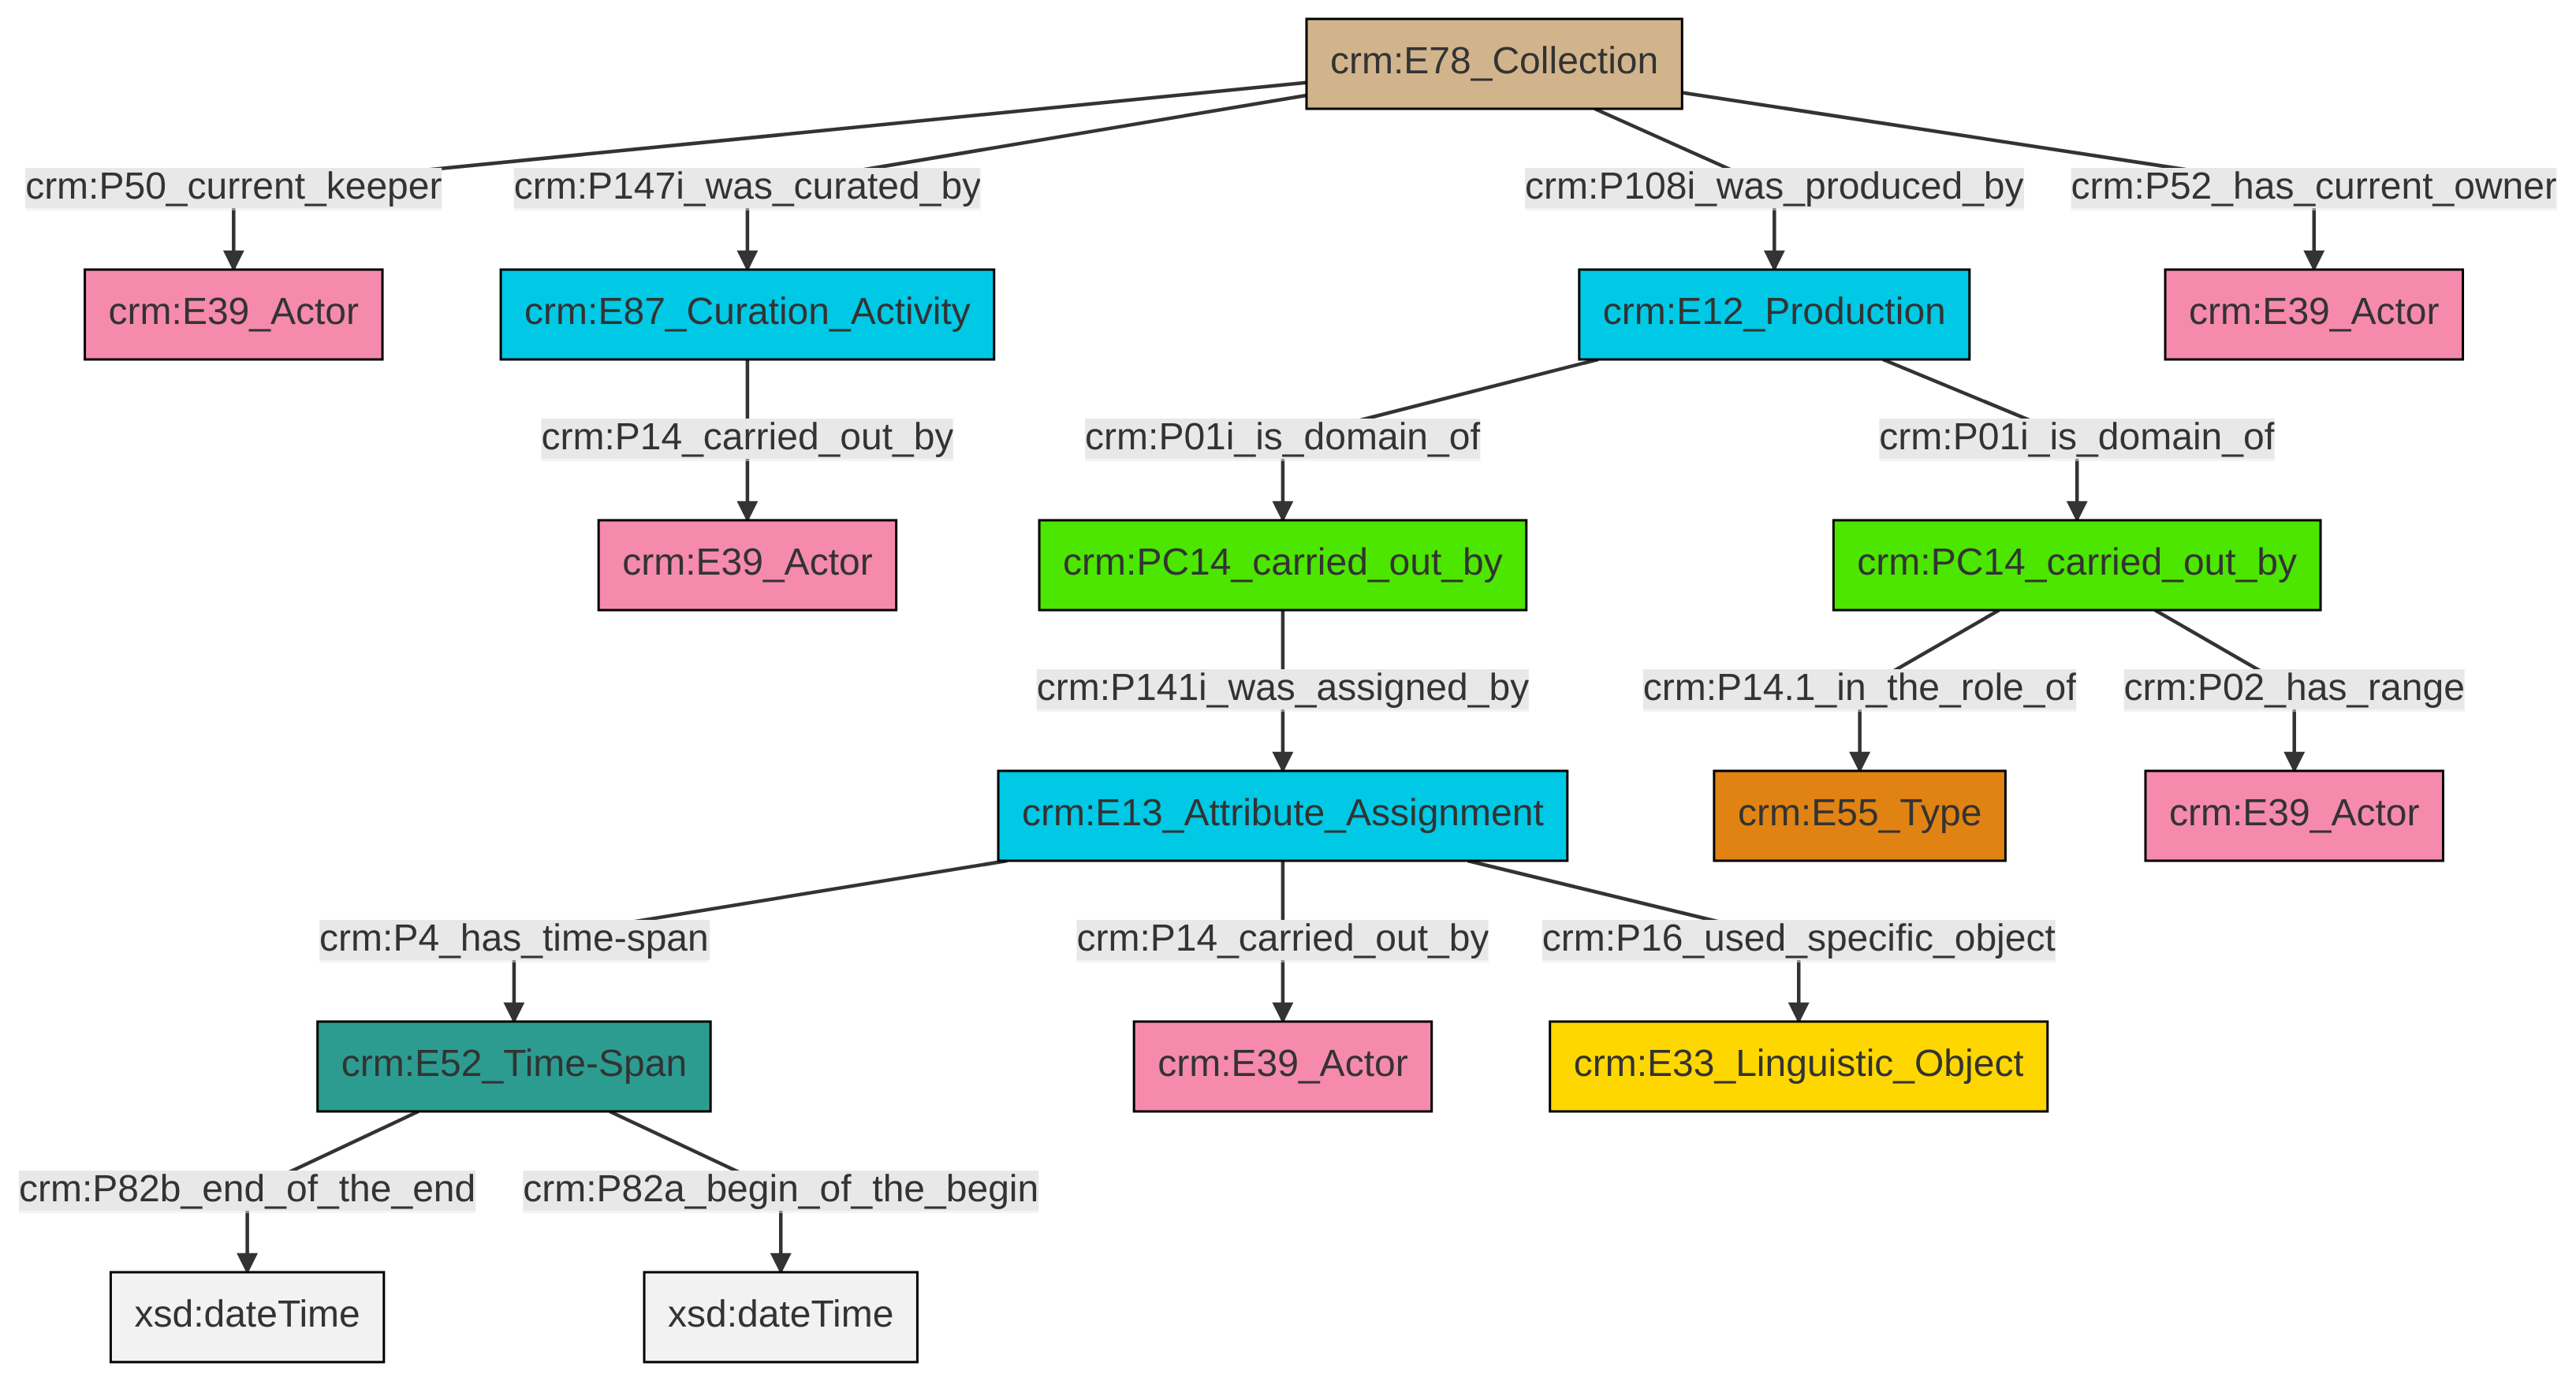 crm:E78_Collection
crm:P50_current_keeper
crm:P147i_was_curated_by
crm:P108i_was_produced_by
crm:P52_has_current_owner
crm:E39_Actor
crm:E87_Curation_Activity
crm:E12_Production
crm:E39_Actor
crm:P14_carried_out_by
crm:P01i_is_domain_of
crm:P01i_is_domain_of
crm:E39_Actor
crm:PC14_carried_out_by
crm:PC14_carried_out_by
crm:P141i_was_assigned_by
crm:P14.1_in_the_role_of
crm:P02_has_range
crm:E13_Attribute_Assignment
crm:E55_Type
crm:E39_Actor
crm:P4_has_time-span
crm:P14_carried_out_by
crm:P16_used_specific_object
crm:E52_Time-Span
crm:E39_Actor
crm:E33_Linguistic_Object
crm:P82b_end_of_the_end
crm:P82a_begin_of_the_begin
xsd:dateTime
xsd:dateTime